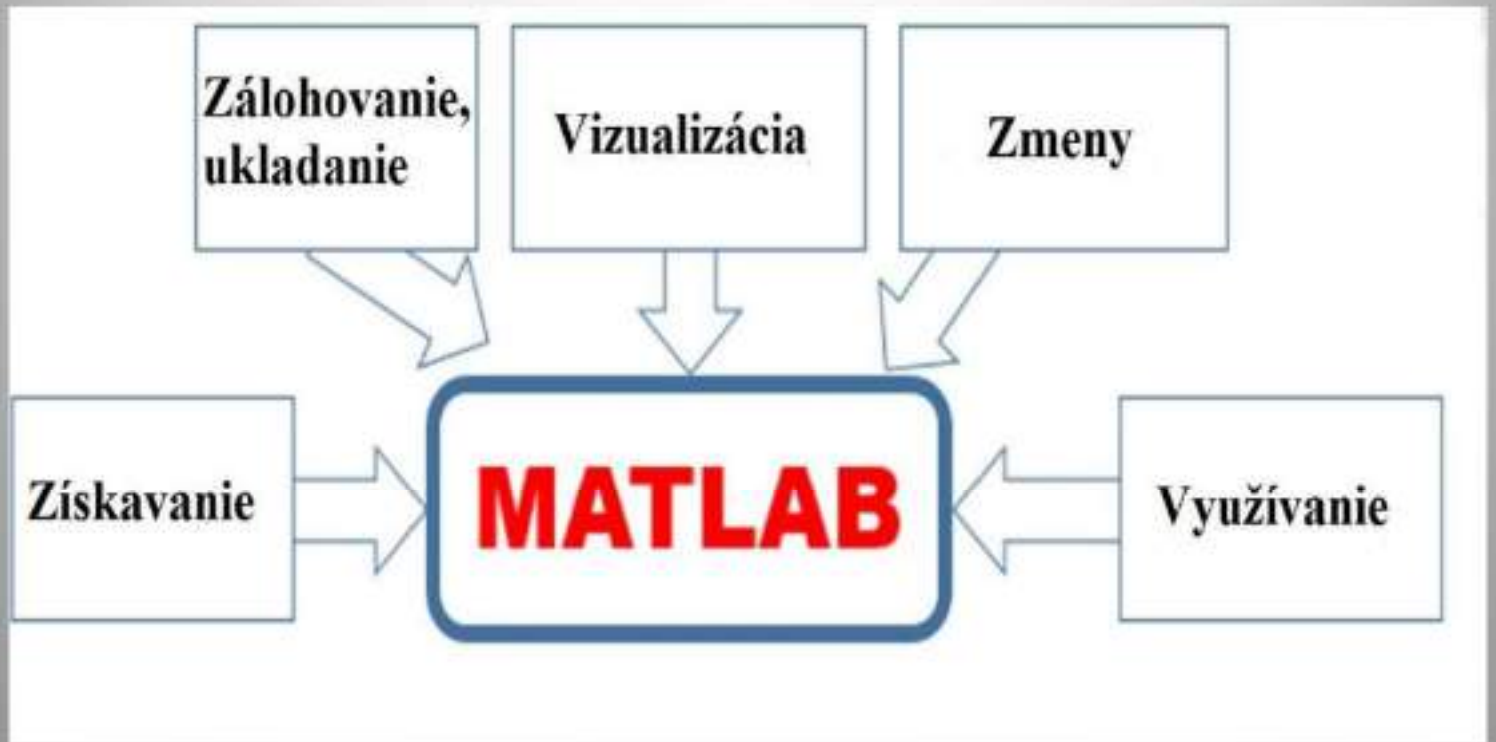 Zálohovanie,
ukladanie
Vizualizácia
Zmeny
Získavanie
MATLAB
Využívanie